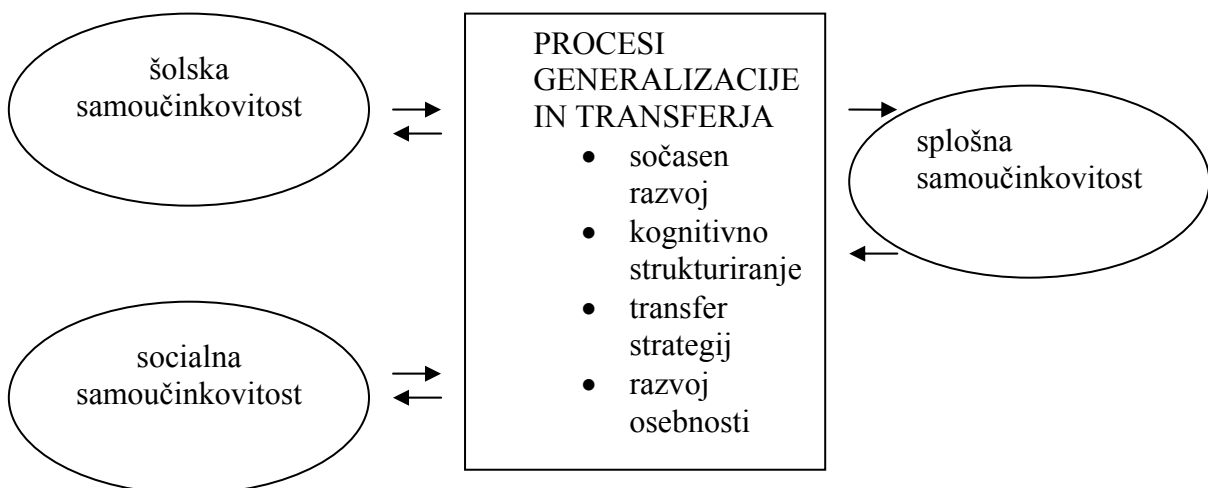 šolska
samoučinkovitost
socialna
samoučinkovitost
PROCESI
GENERALIZACIJE
IN TRANSFERJA
• sočasen
razvoj
• kognitivno
strukturiranje
• transfer
strategij
• razvoj
osebnosti
splošna
samoučinkovitost